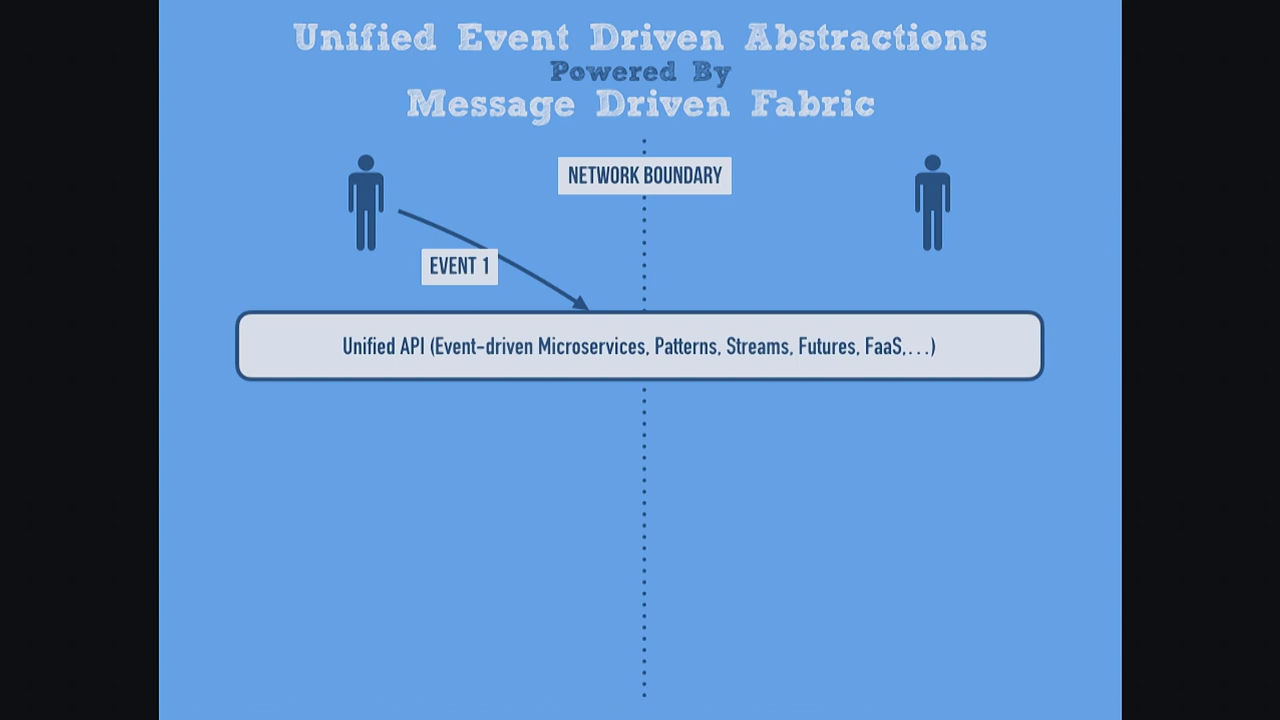 Unified Event Driven Abstractions
Powered By
Message Driven Fabric
NETWORK BOUNDARY
EVENT 1
Unified API (Event-driven Microservices, Patterns, Streams, Futures, FaaS,...)